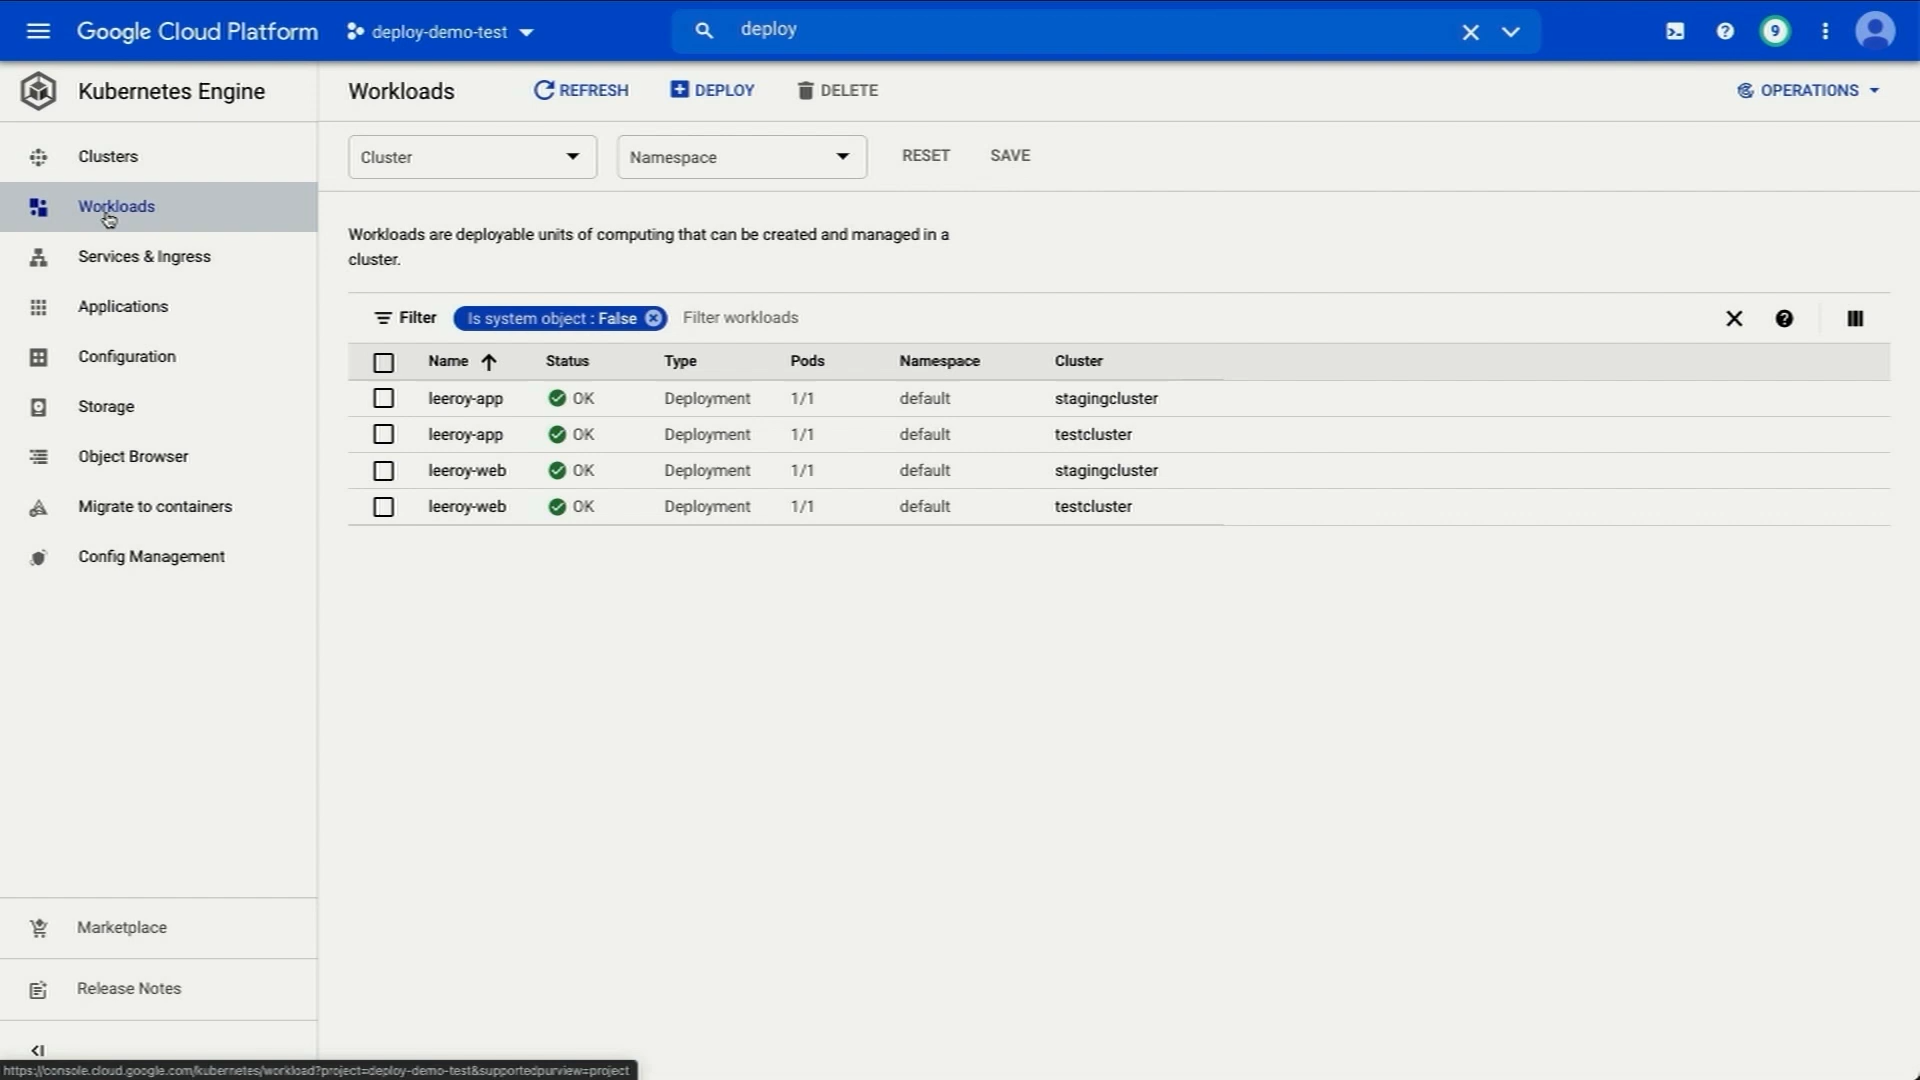 Google Cloud Platform
deploy-demo-test
deploy
9
Kubernetes Engine
Workloads
REFRESH
DEPLOY
DELETE
OPERATIONS
Clusters
Workloads
Services & Ingress
Applications
Configuration
Storage
Object Browser
Migrate to containers
Config Management
Marketplace
Release Notes
Cluster
Namespace
RESET
SAVE
Workloads are deployable units of computing that can be created and managed in a
cluster.
Filter
Is system object : False
Filter workloads
Name Status Type Pods Namespace Cluster
leeroy-app OK Deployment 1/1 default stagingcluster
leeroy-app OK Deployment 1/1 default testcluster
leeroy-web OK Deployment 1/1 default stagingcluster
leeroy-web OK Deployment 1/1 default testcluster
https://console.cloud.google.com/kubernetes/workload?project=deploy-demo-test&supportedpurview=project